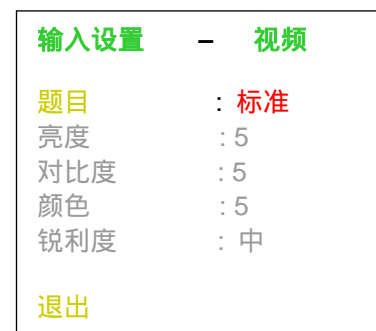 输入设置 – 视频
题目 : 标准
亮度 : 5
对比度 : 5
颜色 : 5
锐利度 : 中
退出